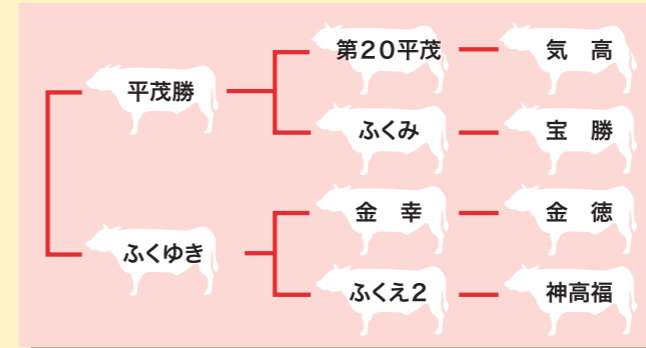 第20平茂
気　高
平茂勝
ふくみ
宝　勝
金　幸
金　徳
ふくゆき
ふくえ2
神高福